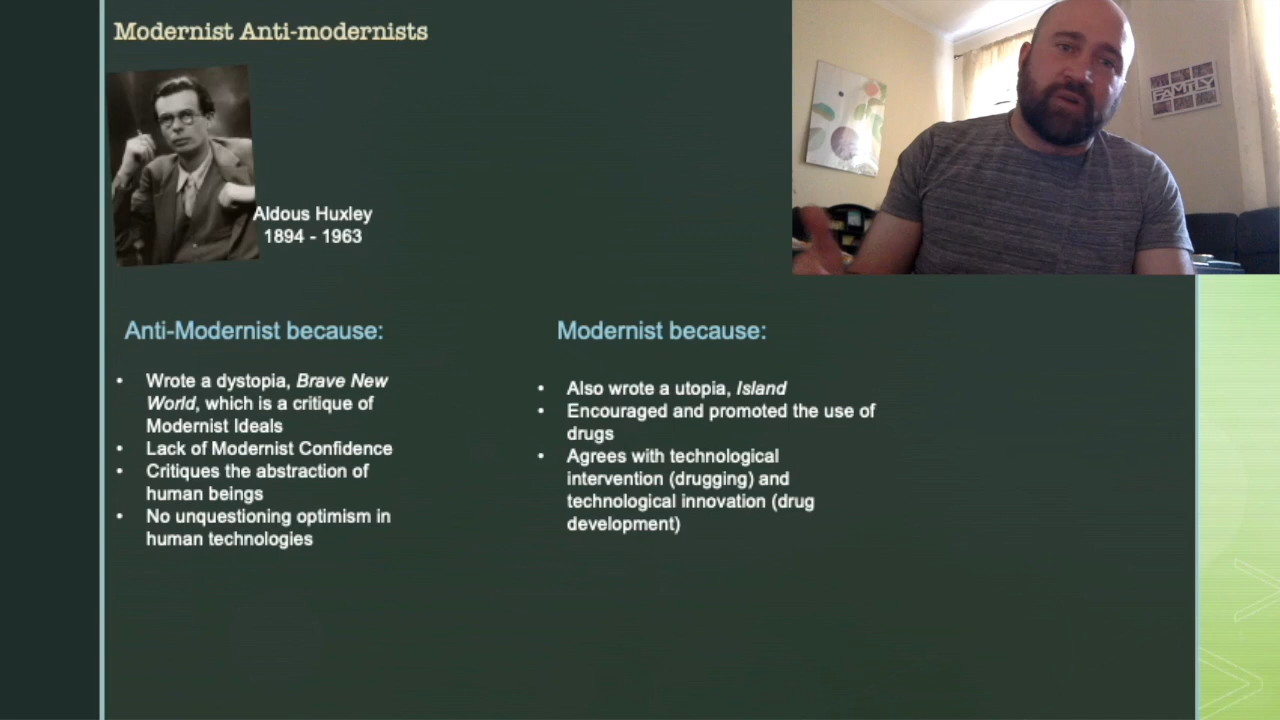 Modernist Anti-modernists
FAMILY
Aldous Huxley
1894 - 1963
Anti-Modernist because:
• Wrote a dystopia, Brave New
World, which is a critique of
Modernist Ideals
• Lack of Modernist Confidence
• Critiques the abstraction of
human beings
• No unquestioning optimism in
human technologies
Modernist because:
• Also wrote a utopia, Island
• Encouraged and promoted the use of
drugs
• Agrees with technological
intervention (drugging) and
technological innovation (drug
development)